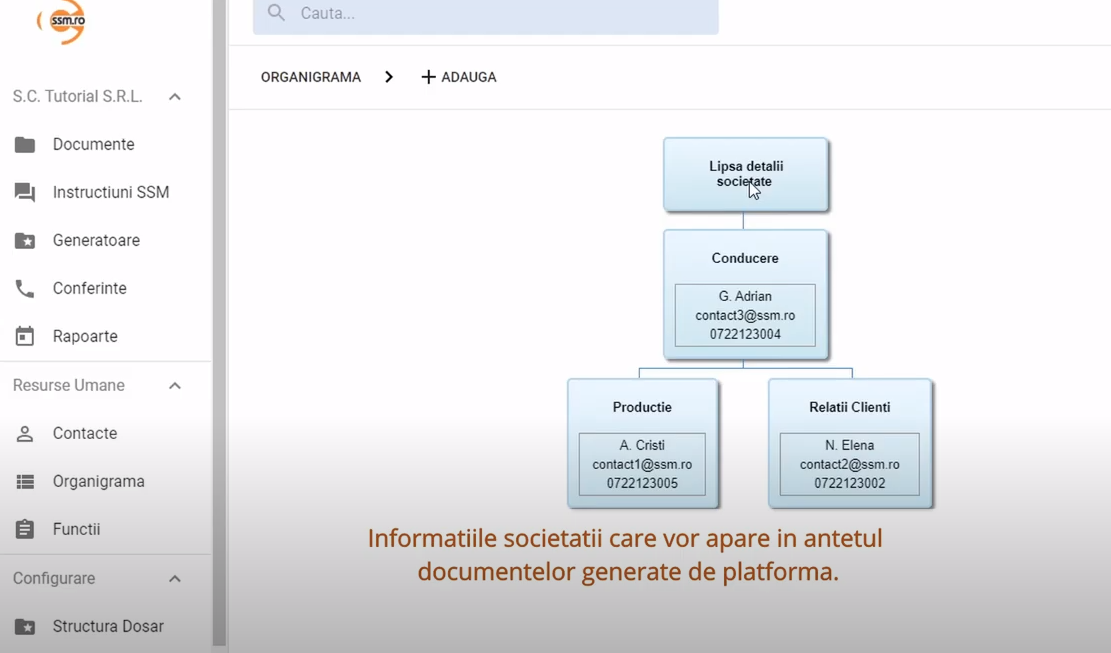 ssm.ro
Cauta...
S.C. Tutorial S.R.L.
Documente
Instructiuni SSM
Generatoare
Conferinte
Rapoarte
Resurse Umane
Contacte
Organigrama
Functii
Configurare
Structura Dosar
ORGANIGRAMA
ADAUGA
Lipsa detalii
societate
Conducere
G. Adrian
contact3@ssm.ro
0722123004
Productie
A. Cristi
contact1@ssm.ro
0722123005
Relatii Clienti
N. Elena
contact2@ssm.ro
0722123002
Informatiile societatii care vor apare in antetul
documentelor generate de platforma.